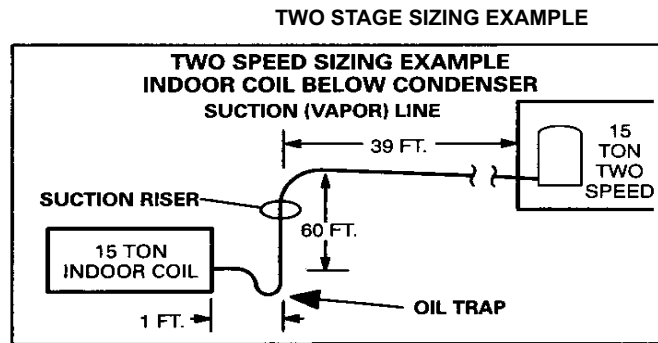 TWO STAGE SIZING EXAMPLE
TWO SPEED SIZING EXAMPLE
INDOOR COIL BELOW CONDENSER
SUCTION (VAPOR) LINE
39 FT.
15
TON
TWO
SPEED
SUCTION RISER
60 FT.
15 TON
INDOOR COIL
OIL TRAP
1 FT.